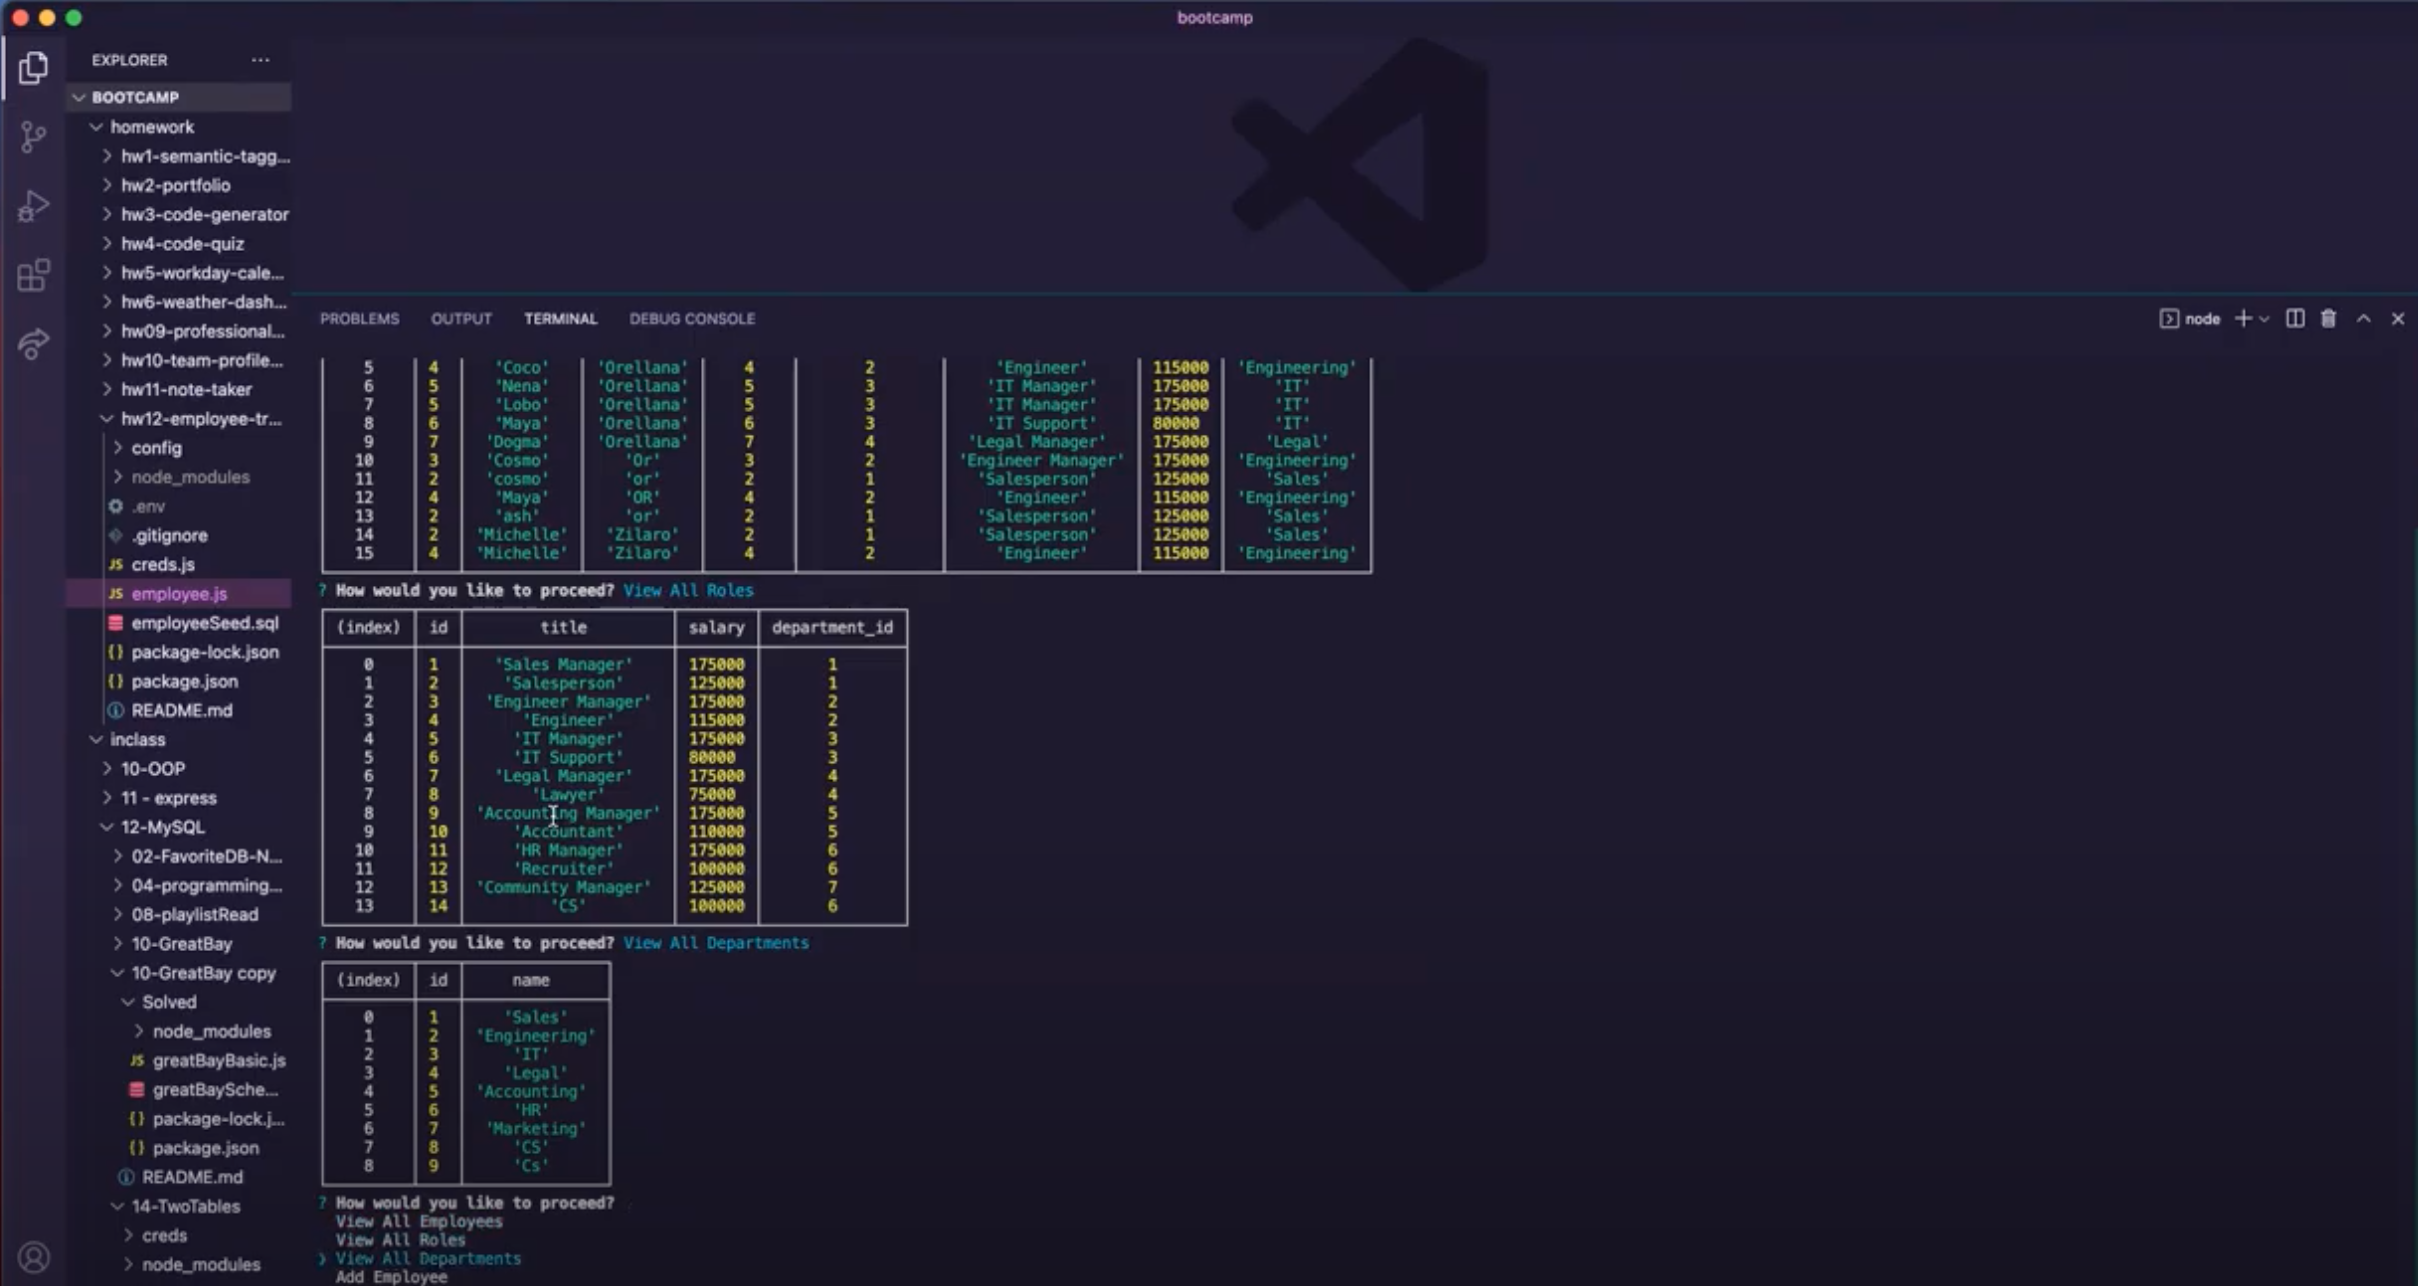 bootcamp
EXPLORER ...
BOOTCAMP
homework
hw1-semantic-tagg...
hw2-portfolio
hw3-code-generator
hw4-code-quiz
hw5-workday-cale...
hw6-weather-dash...
hw09-professional...
hw10-team-profile...
hw11-note-taker
hw12-employee-tr...
config
node_modules
.env
.gitignore
JS creds.js
JS employee.js
employeeSeed.sql
{} package-lock.json
{} package.json
README.md
inclass
10-OOP
11 - express
12-MySQL
02-FavoriteDB-N...
04-programming...
08-playlistRead
10-GreatBay
10-GreatBay copy
Solved
node_modules
JS greatBayBasic.js
greatBaySche...
{} package-lock.j...
{} package.json
README.md
14-TwoTables
creds
node_modules
PROBLEMS OUTPUT TERMINAL DEBUG CONSOLE
node
5 4 'Coco' 'Orellana' 4 2 'Engineer' 115000 'Engineering'
6 5 'Nena' 'Orellana' 5 3 'IT Manager' 175000 'IT'
7 5 'Lobo' 'Orellana' 5 3 'IT Manager' 175000 'IT'
8 6 'Maya' 'Orellana' 6 3 'IT Support' 80000 'IT'
9 7 'Dogma' 'Orellana' 7 4 'Legal Manager' 175000 'Legal'
10 3 'Cosmo' 'Or' 3 2 'Engineer Manager' 175000 'Engineering'
11 2 'cosmo' 'or' 2 1 'Salesperson' 125000 'Sales'
12 4 'Maya' 'OR' 4 2 'Engineer' 115000 'Engineering'
13 2 'ash' 'or' 2 1 'Salesperson' 125000 'Sales'
14 2 'Michelle' 'Zilaro' 2 1 'Salesperson' 125000 'Sales'
15 4 'Michelle' 'Zilaro' 4 2 'Engineer' 115000 'Engineering'
? How would you like to proceed? View All Roles
(index) id title salary department_id
0 1 'Sales Manager' 175000 1
1 2 'Salesperson' 125000 1
2 3 'Engineer Manager' 175000 2
3 4 'Engineer' 115000 2
4 5 'IT Manager' 175000 3
5 6 'IT Support' 80000 3
6 7 'Legal Manager' 175000 4
7 8 'Lawyer' 75000 4
8 9 'Accounting Manager' 175000 5
9 10 'Accountant' 110000 5
10 11 'HR Manager' 175000 6
11 12 'Recruiter' 100000 6
12 13 'Community Manager' 125000 7
13 14 'CS' 100000 6
? How would you like to proceed? View All Departments
(index) id name
0 1 'Sales'
1 2 'Engineering'
2 3 'IT'
3 4 'Legal'
4 5 'Accounting'
5 6 'HR'
6 7 'Marketing'
7 8 'CS'
8 9 'Cs'
? How would you like to proceed?
View All Employees
View All Roles
❯ View All Departments
Add Employee